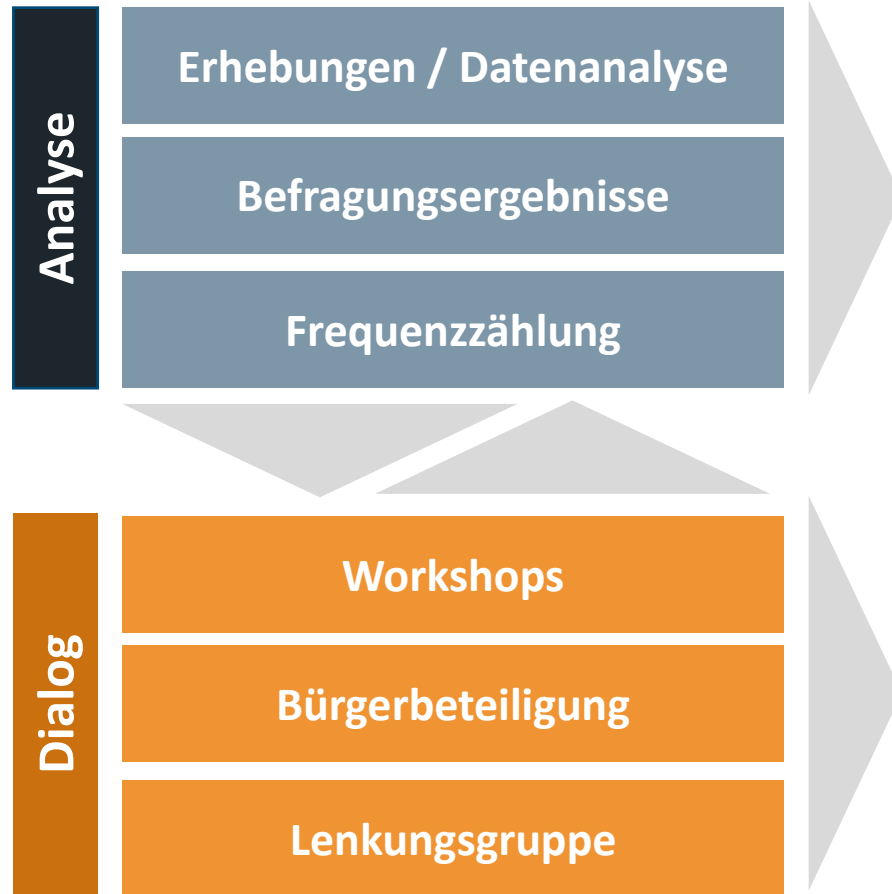 Analyse
Erhebungen / Datenanalyse
Befragungsergebnisse
Frequenzzählung
Dialog
Workshops
Bürgerbeteiligung
Lenkungsgruppe